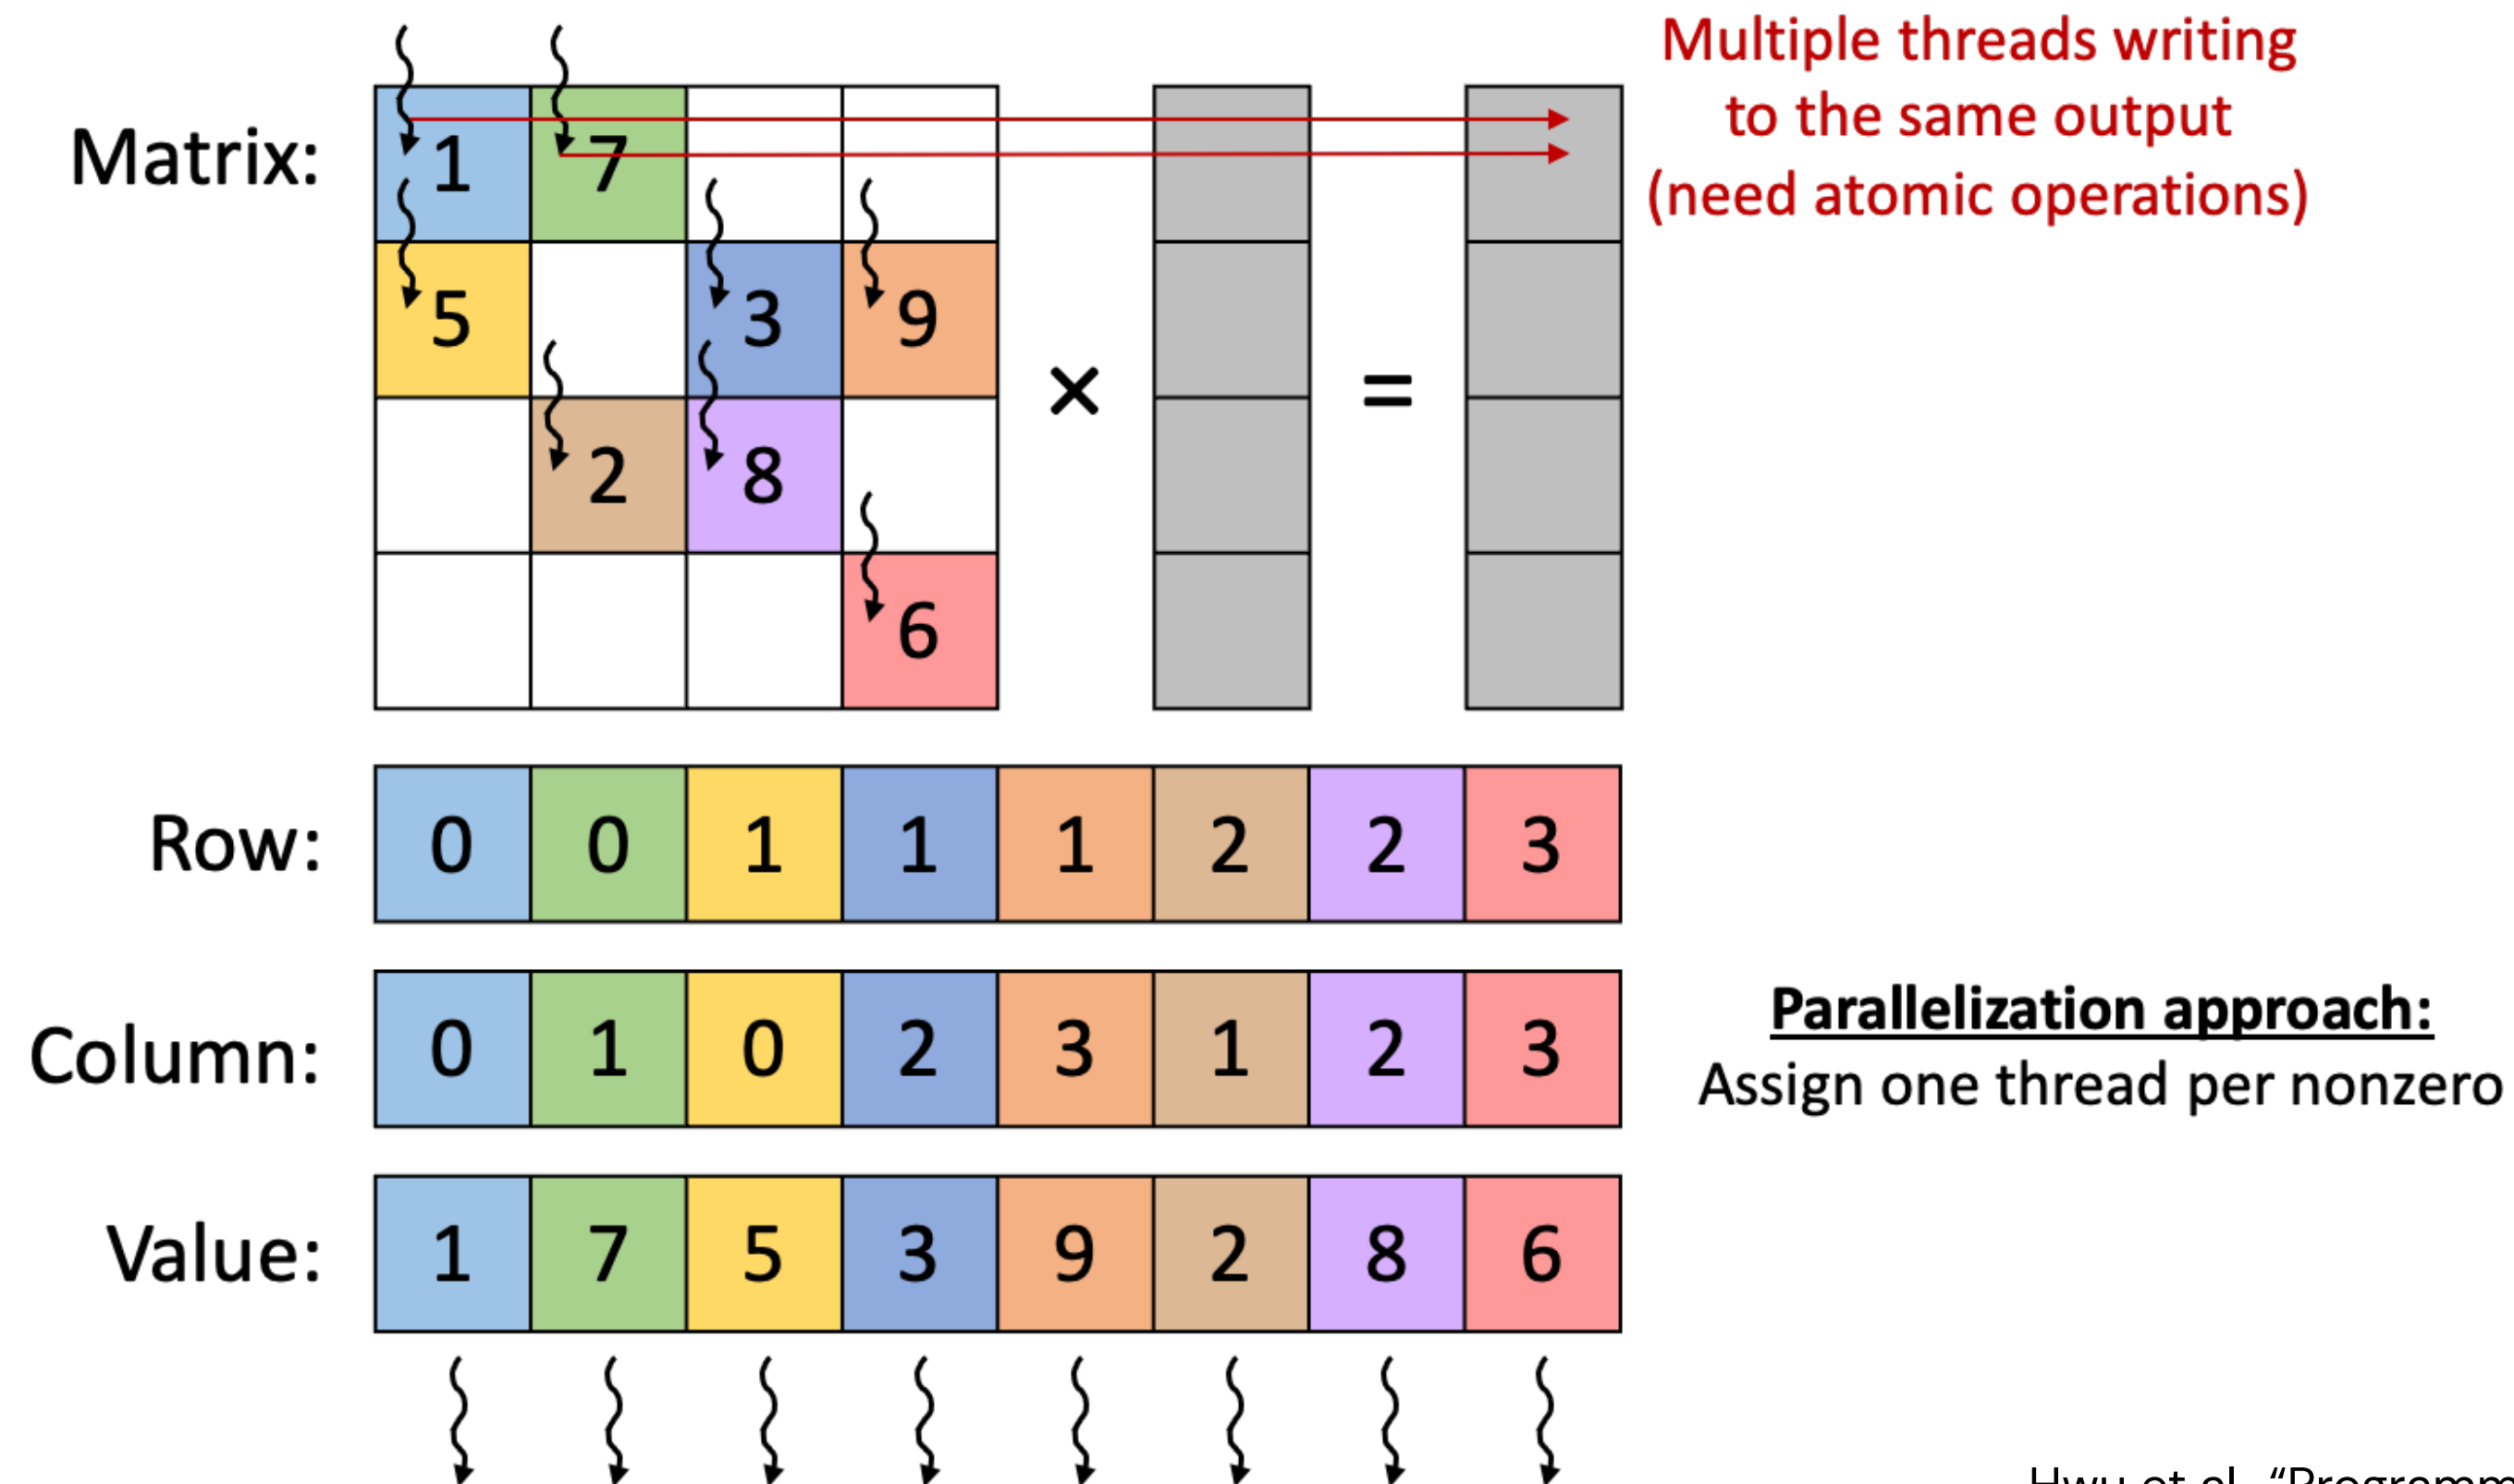 Multiple threads writing
to the same output
(need atomic operations)
Matrix:
1 7
5 3 9
× =
2 8
6
Row: 0 0 1 1 1 2 2 3
Column: 0 1 0 2 3 1 2 3
Parallelization approach:
Assign one thread per nonzero
Value: 1 7 5 3 9 2 8 6